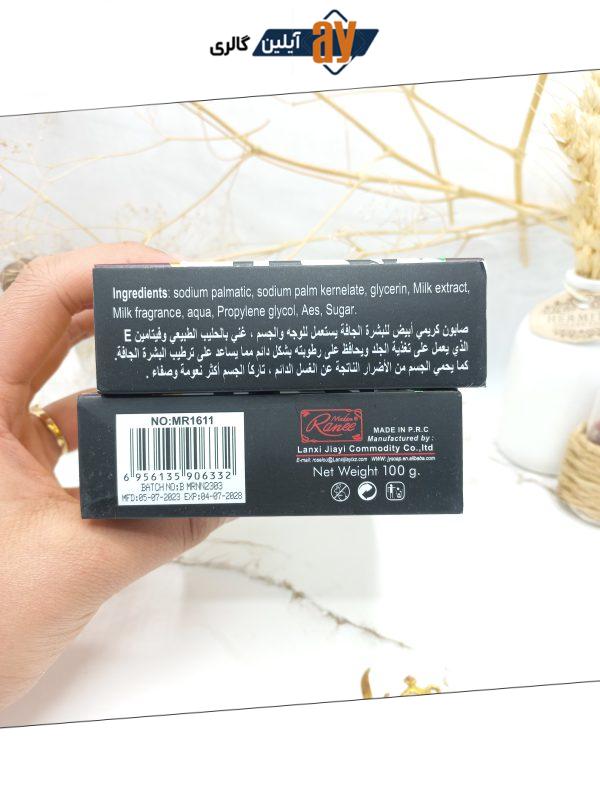 آیلین گالری
ay
Ingredients: sodium palmatic, sodium palm kernelate, glycerin, Milk extract,
Milk fragrance, aqua, Propylene glycol, Aes, Sugar.
صابون كريمي أبيض للبشرة الجافة يستعمل للوجه والجسم ، غني بالحليب الطبيعي وفيتامين E
الذي يعمل على تغذية الجلد ويحافظ على رطوبته بشكل دائم مما يساعد على ترطيب البشرة الجافة.
كما يحمي الجسم من الأضرار الناتجة عن الغسل الدائم ، تاركاً الجسم أكثر نعومة وصفاء .
NO:MR1611
6 956135 906332
BATCH NO:B MRNN2303
MFD:05-07-2023 EXP:04-07-2028
Madam
Ranee
MADE IN P.R.C
Manufactured by :
Lanxi Jiayi Commodity Co.,ltd
Net Weight 100 g.